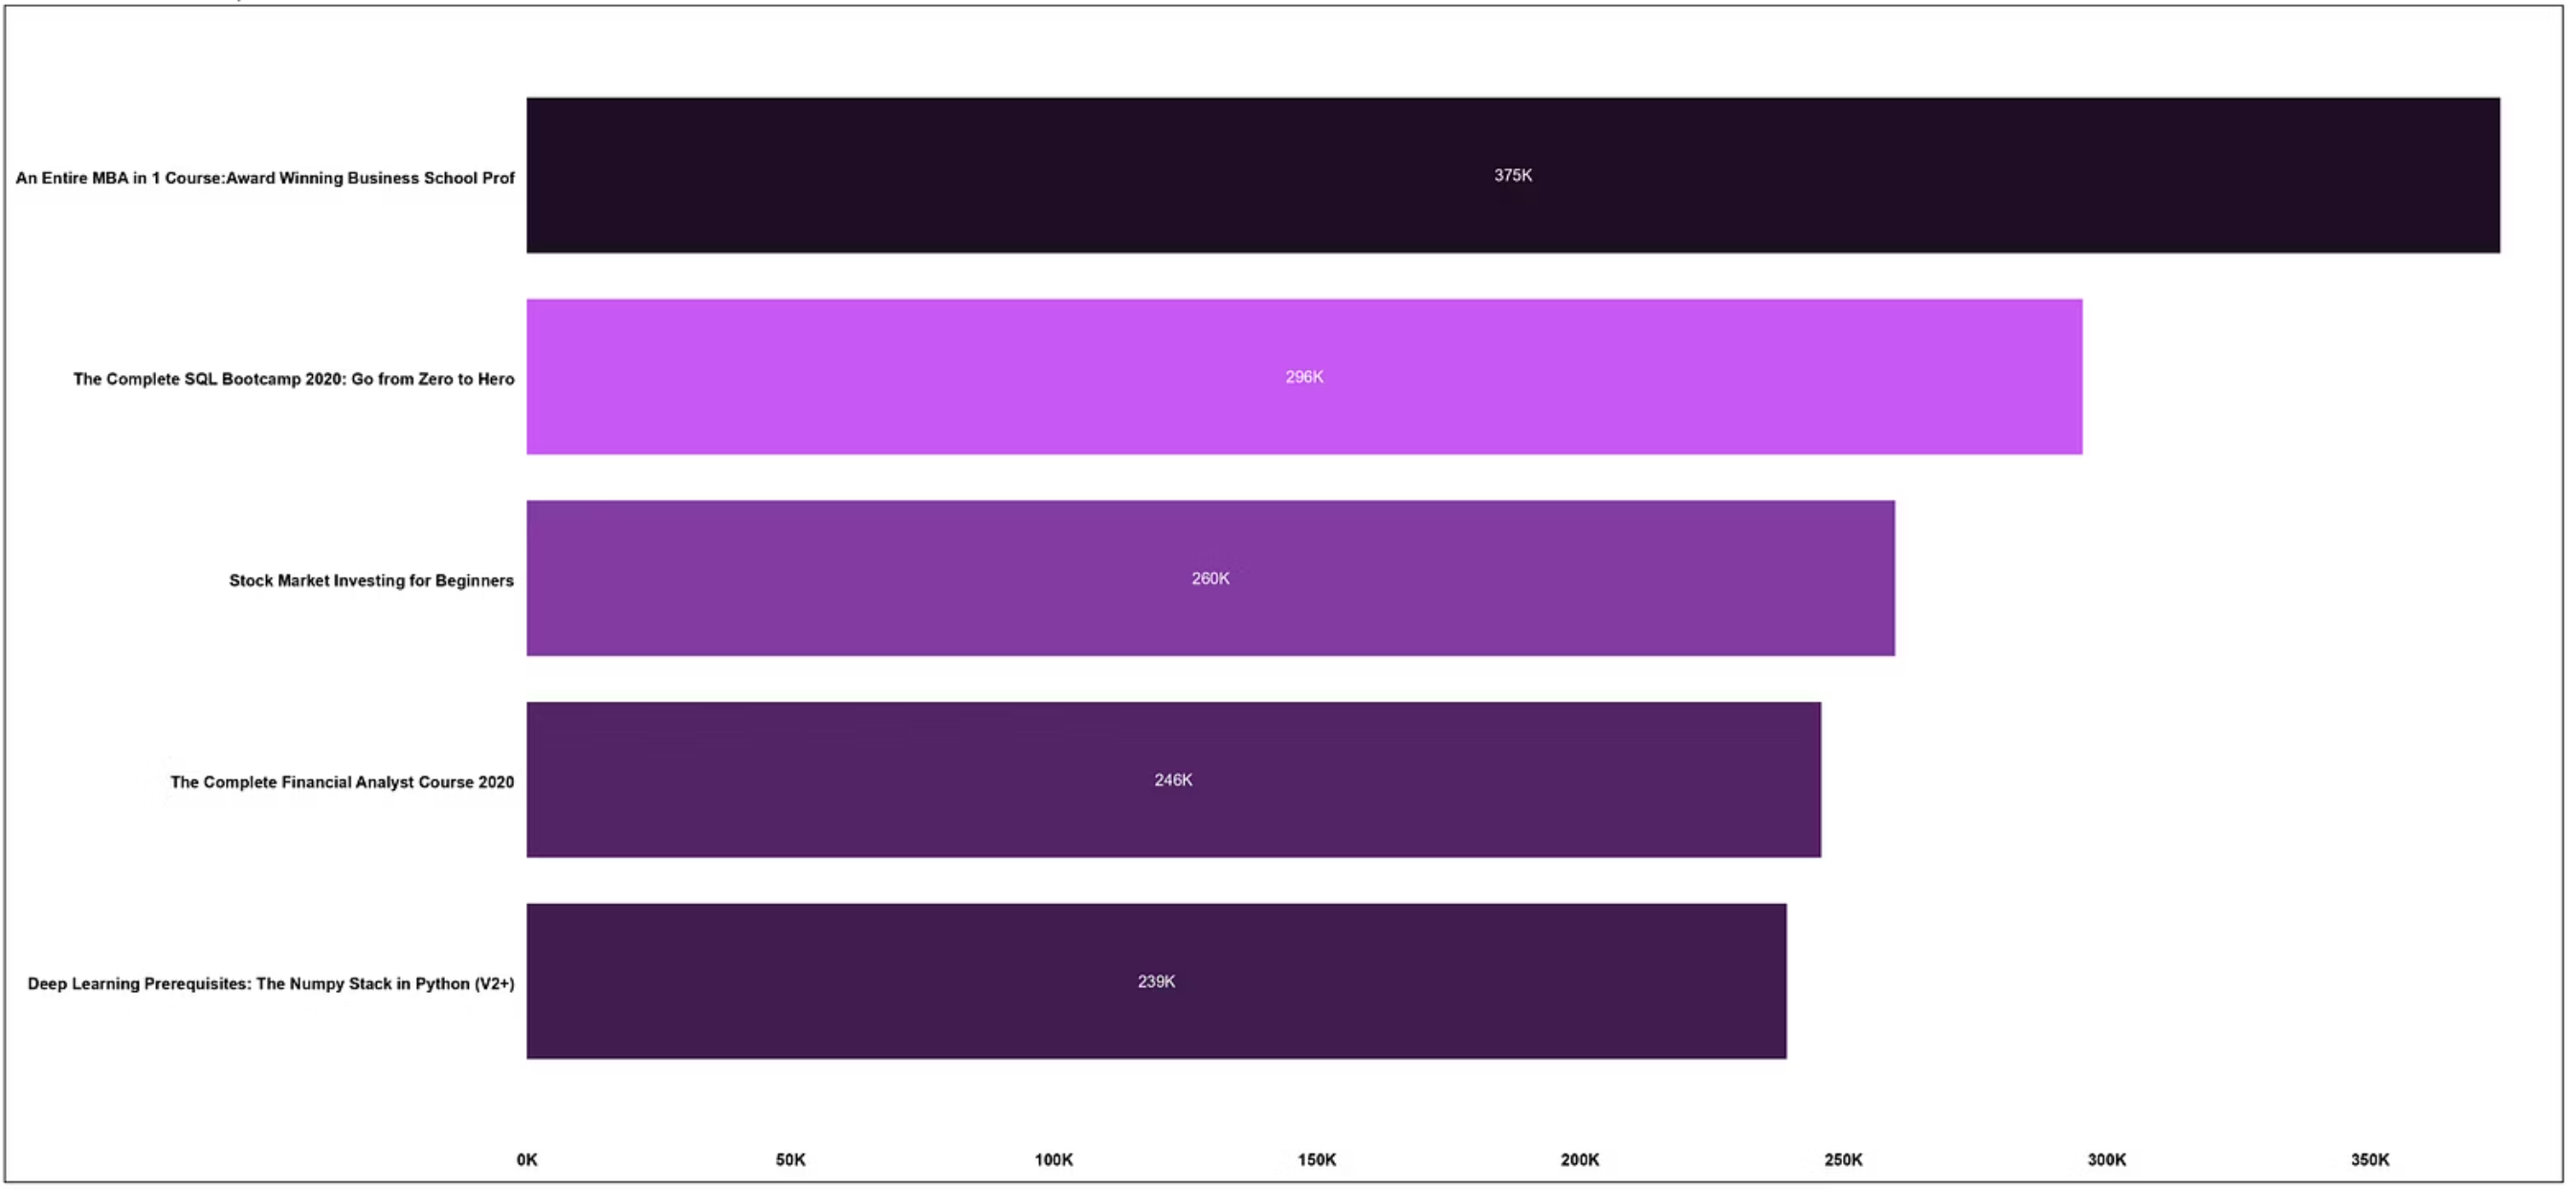 An Entire MBA in 1 Course:Award Winning Business School Prof
375K
The Complete SQL Bootcamp 2020: Go from Zero to Hero
296K
Stock Market Investing for Beginners
260K
The Complete Financial Analyst Course 2020
246K
Deep Learning Prerequisites: The Numpy Stack in Python (V2+)
239K
0K 50K 100K 150K 200K 250K 300K 350K